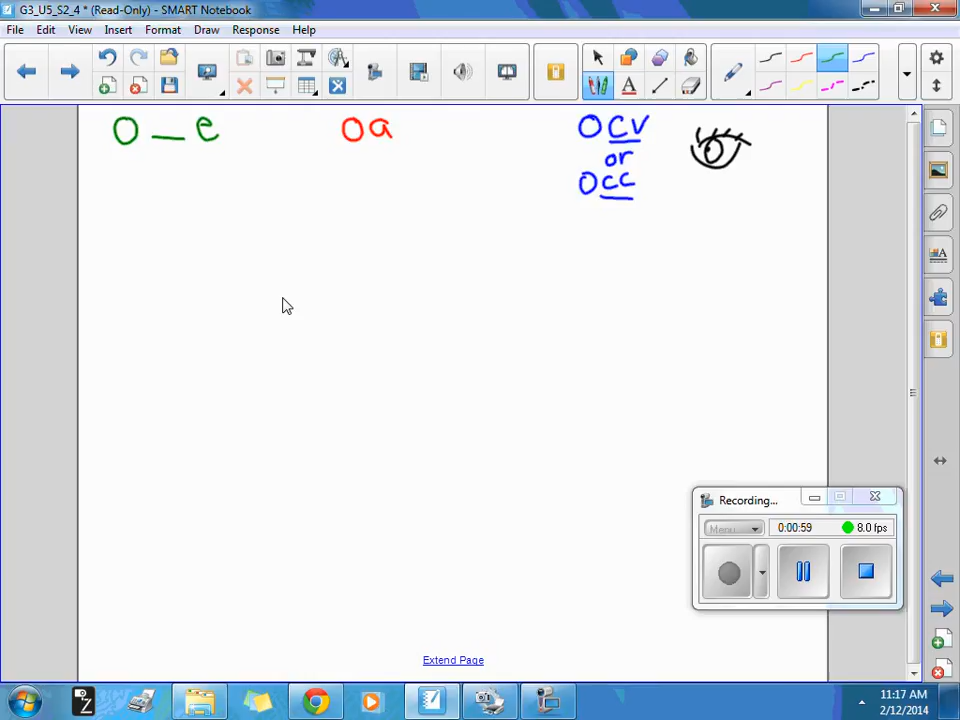 G3_U5_S2_4 * (Read-Only) - SMART Notebook
File Edit View Insert Format Draw Response Help
O _ e
oa
OCV
or
OCC
Recording...
Menu
0:00:59
8.0 fps
Extend Page
11:17 AM
2/12/2014